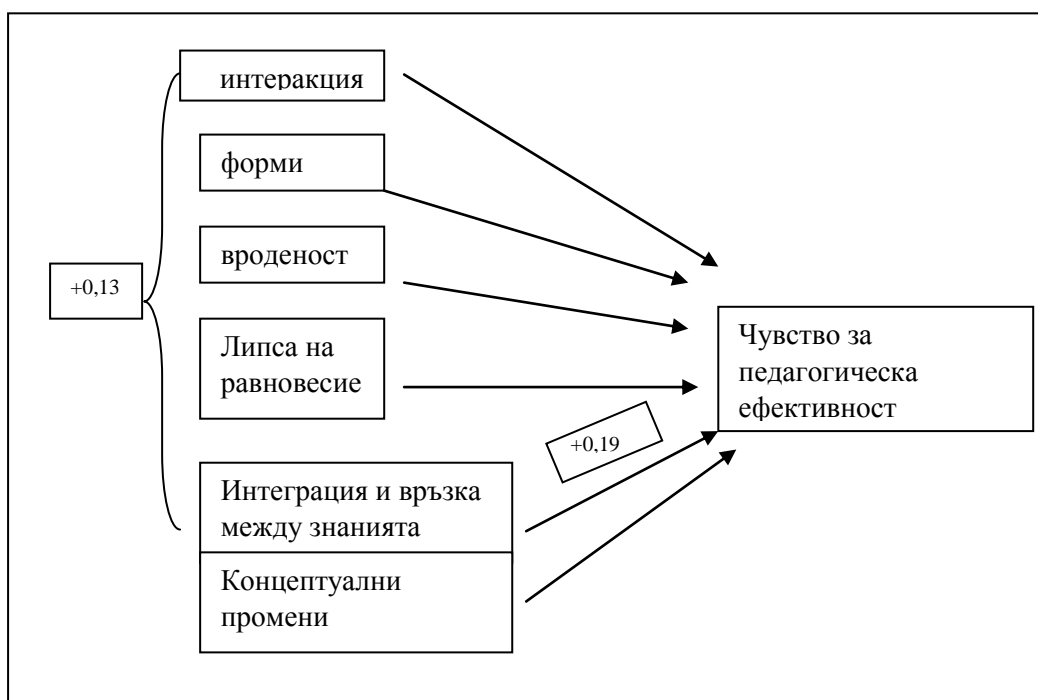 интеракция
форми
вроденост
+0,13
Липса на
равновесие
Чувство за
педагогическа
ефективност
+0,19
Интеграция и връзка
между знанията
Концептуални
промени